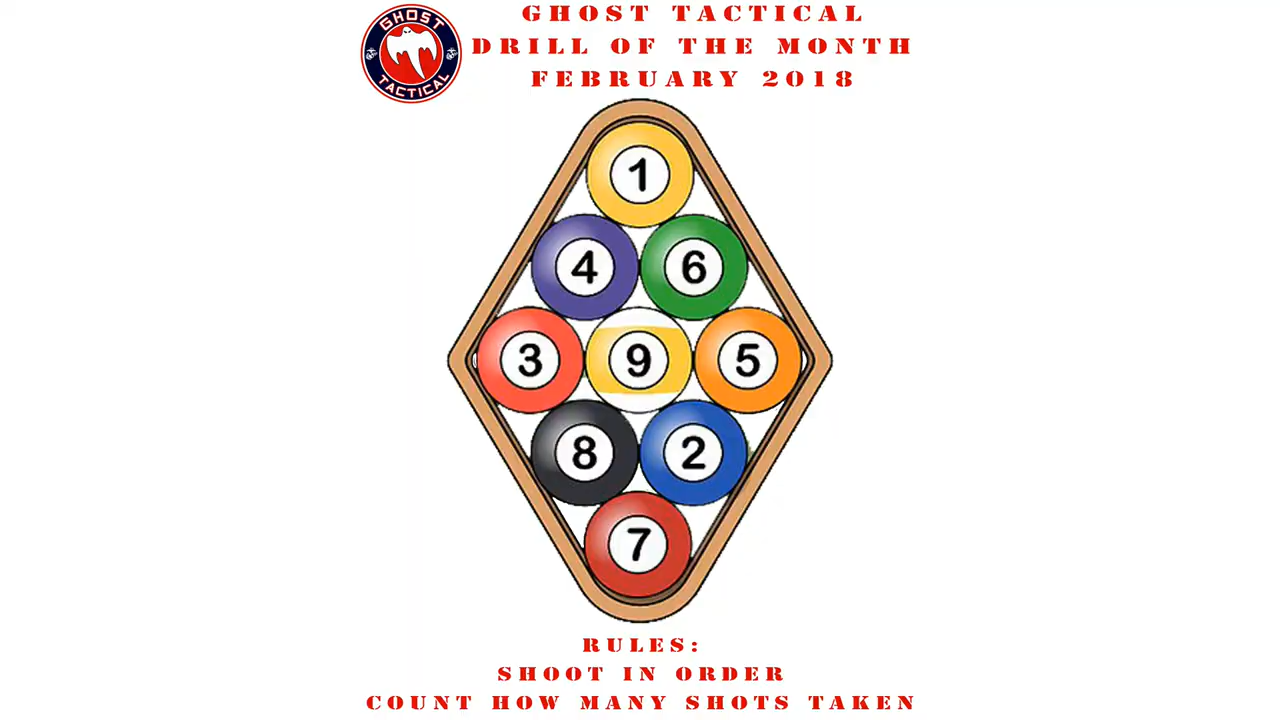 GHOST TACTICAL
DRILL OF THE MONTH
FEBRUARY 2018
GHOST
TACTICAL
1
4 6
3 9 5
8 2
7
RULES:
SHOOT IN ORDER
COUNT HOW MANY SHOTS TAKEN